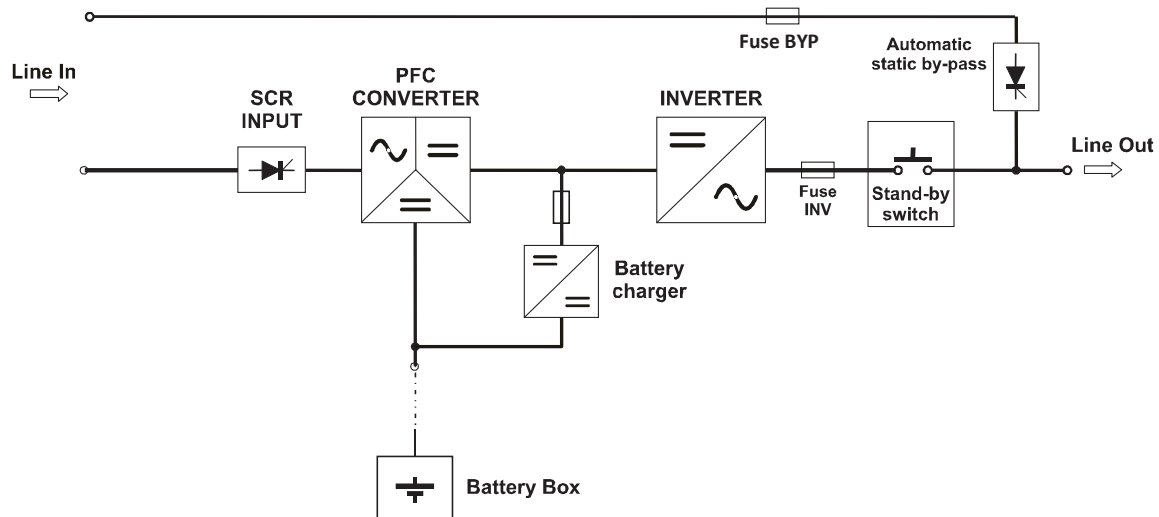 Fuse BYP
Automatic
static by-pass
Line In
PFC
CONVERTER
SCR
INPUT
INVERTER
Line Out
Fuse
INV
Stand-by
switch
Battery
charger
Battery Box